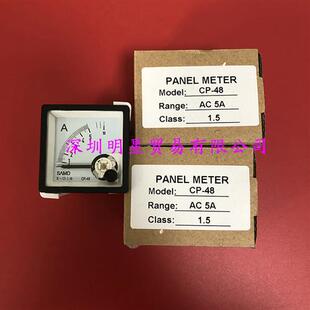 PANEL METER
Model: CP-48
Range: AC 5A
Class: 1.5
A
SAMO
CP-48
深圳明昌贸易有限公司
PANEL METER
Model: CP-48
Range: AC 5A
Class: 1.5